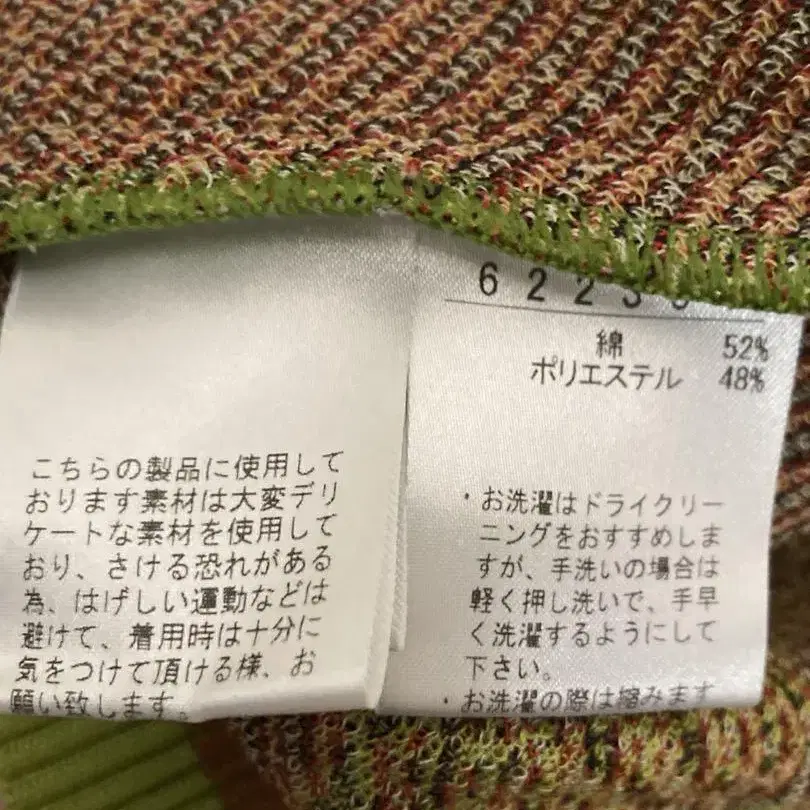 こちらの製品に使用して
おります素材は大変デリ
ケートな素材を使用して
おり、さける恐れがある
為、はげしい運動などは
避けて、着用時は十分に
気をつけて頂ける様、お
願い致します。
6223
綿 52%
ポリエステル 48%
・お洗濯はドライクリー
ニングをおすすめしま
すが、手洗いの場合は
軽く押し洗いで、手早
く洗濯するようにして
下さい。
・お洗濯の際は縮みます